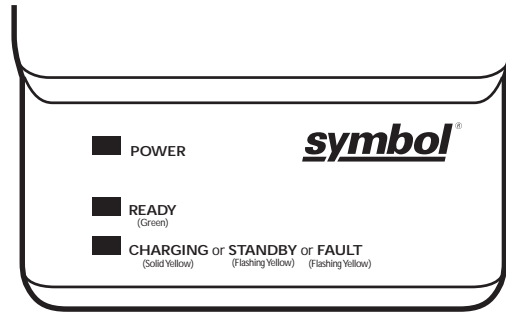 symbol®
POWER
READY
(Green)
CHARGING or STANDBY or FAULT
(Solid Yellow) (Flashing Yellow) (Flashing Yellow)